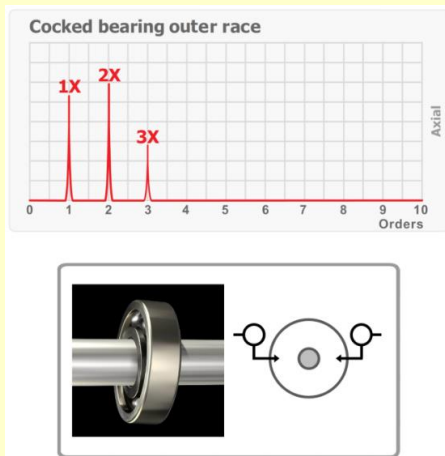 Cocked bearing outer race
1X
2X
3X
Axial
0 1 2 3 4 5 6 7 8 9 10
Orders